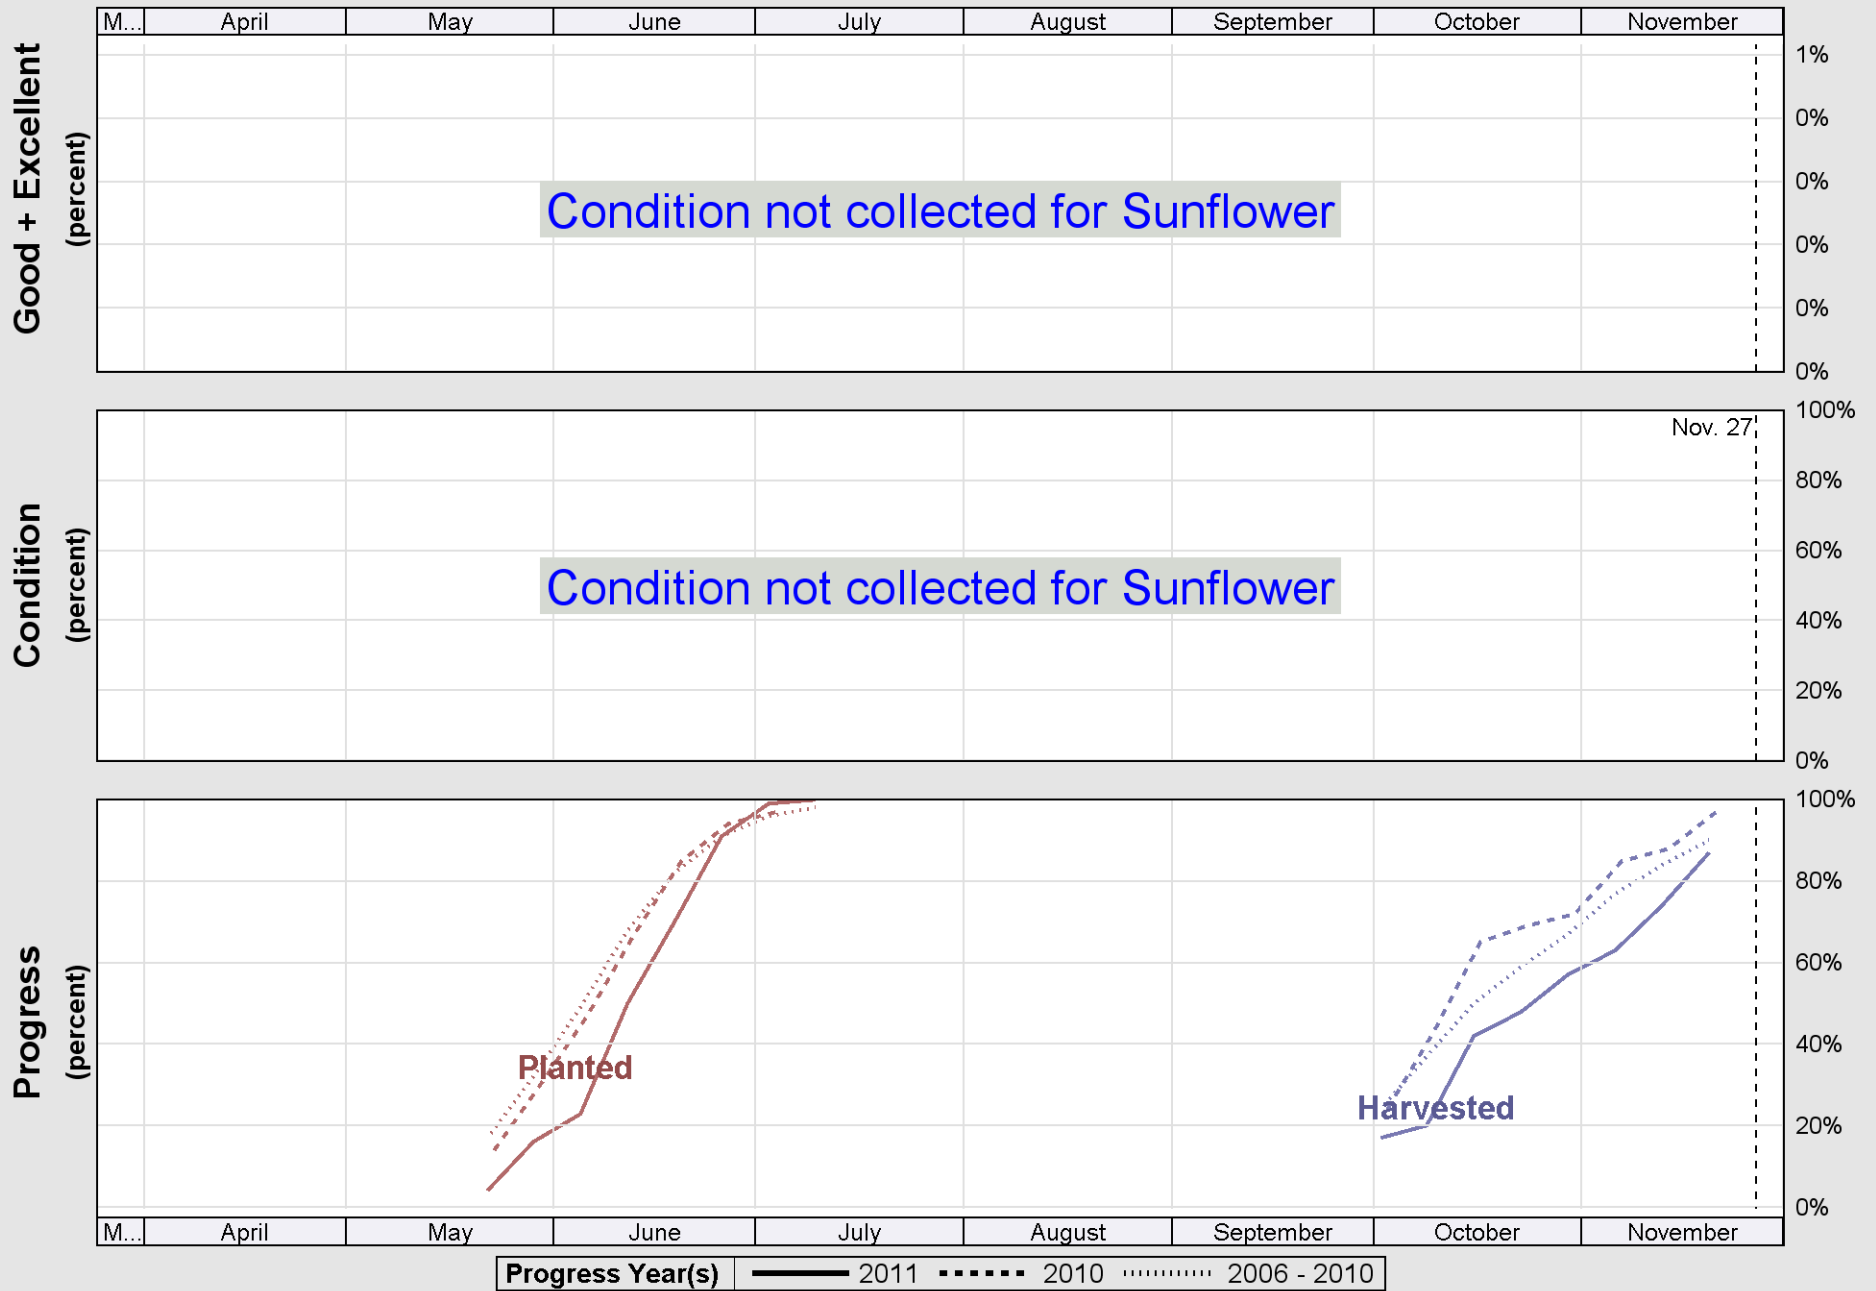 M... April May June July August September October November
Good + Excellent
(percent)
1%
0%
0%
0%
0%
0%
Condition not collected for Sunflower
Condition
(percent)
100%
80%
60%
40%
20%
0%
Nov. 27
Condition not collected for Sunflower
Progress
(percent)
100%
80%
60%
40%
20%
0%
Planted
Harvested
M... April May June July August September October November
Progress Year(s) 2011 2010 2006 - 2010